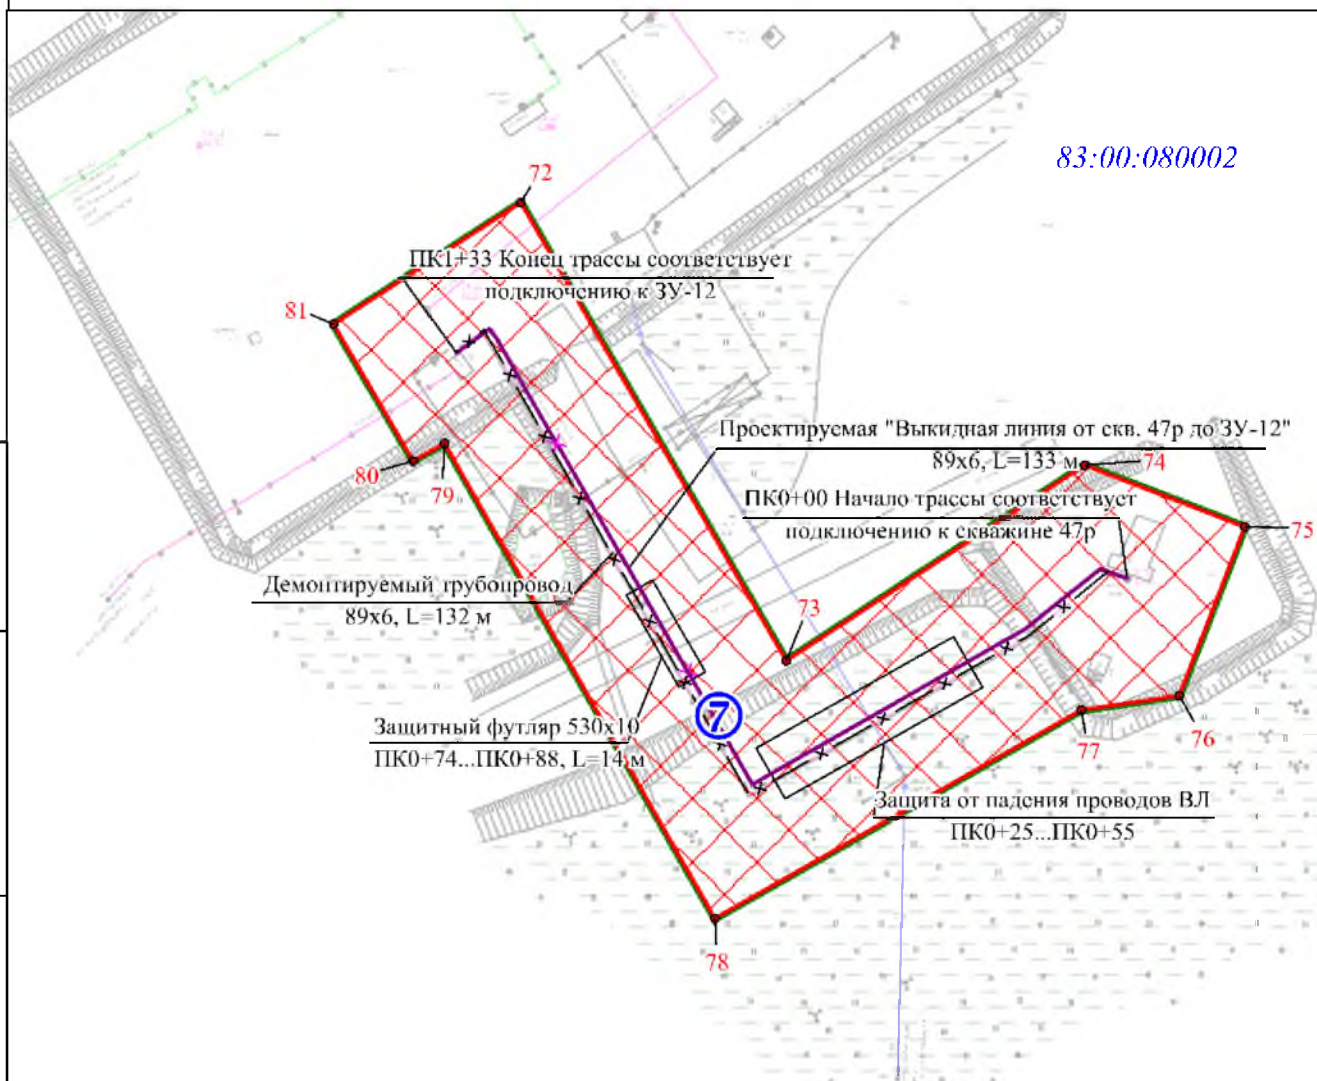 83:00:080002
72
ПК1+33 Конец трассы соответствует
подключению к ЗУ-12
81
Проектируемая "Выкидная линия от скв. 47р до ЗУ-12"
89х6, L=133 м
74
80
79
ПК0+00 Начало трассы соответствует
подключению к скважине 47р
75
Демонтируемый трубопровод
89х6, L=132 м
73
7
Защитный футляр 530х10
ПК0+74...ПК0+88, L=14 м
77
76
Защита от падения проводов ВЛ
ПК0+25...ПК0+55
78